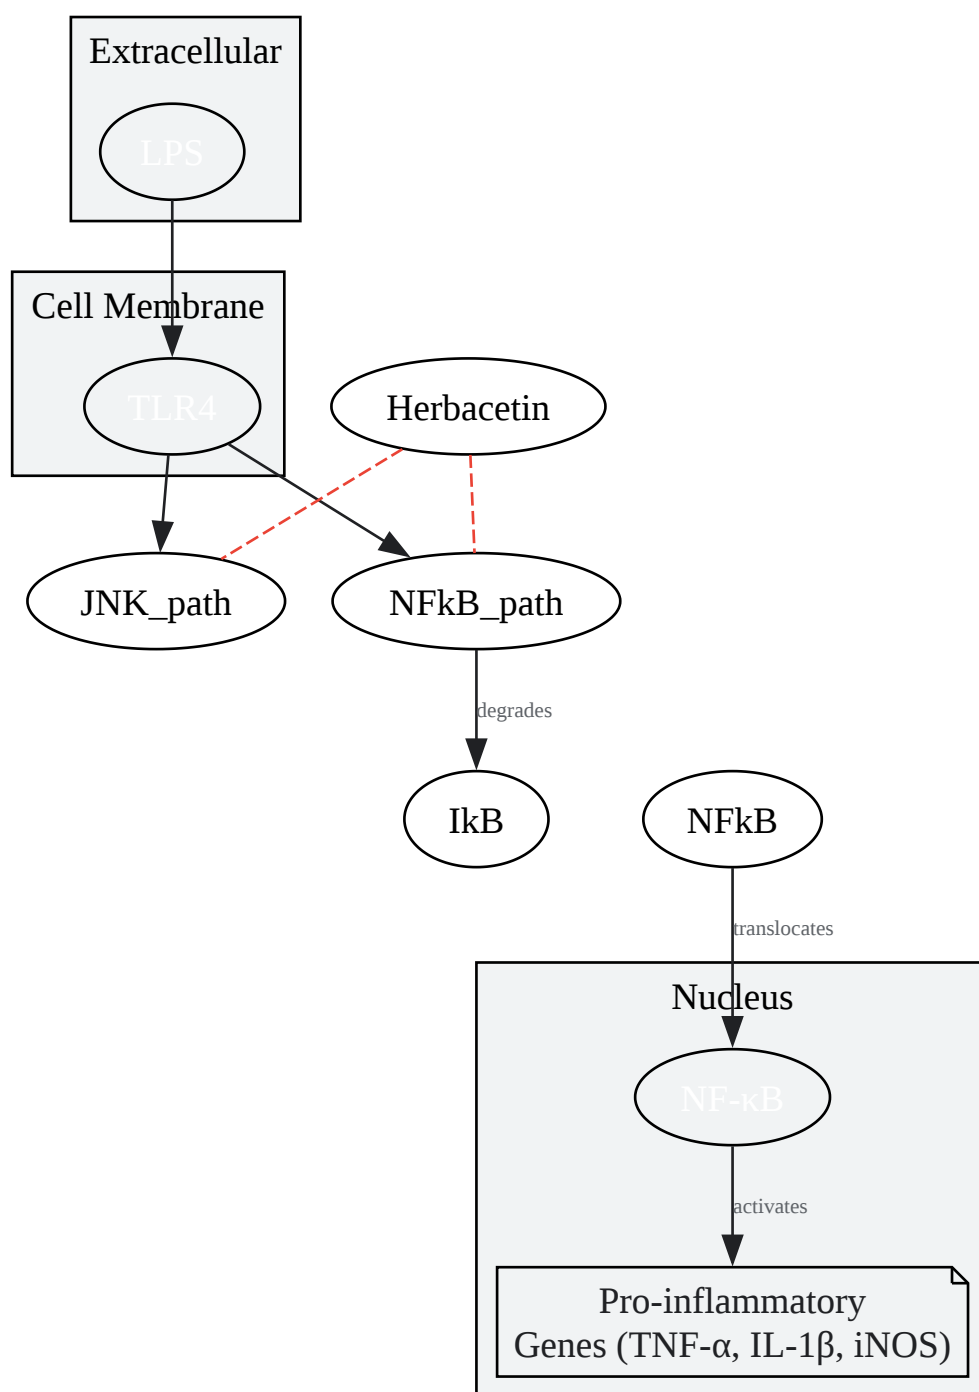 Extracellular
LPS
Cell Membrane
TLR4
Herbacetin
JNK_path
NFkB_path
degrades
IkB
NFkB
translocates
Nucleus
NF-κB
activates
Pro-inflammatory
Genes (TNF-α, IL-1β, iNOS)